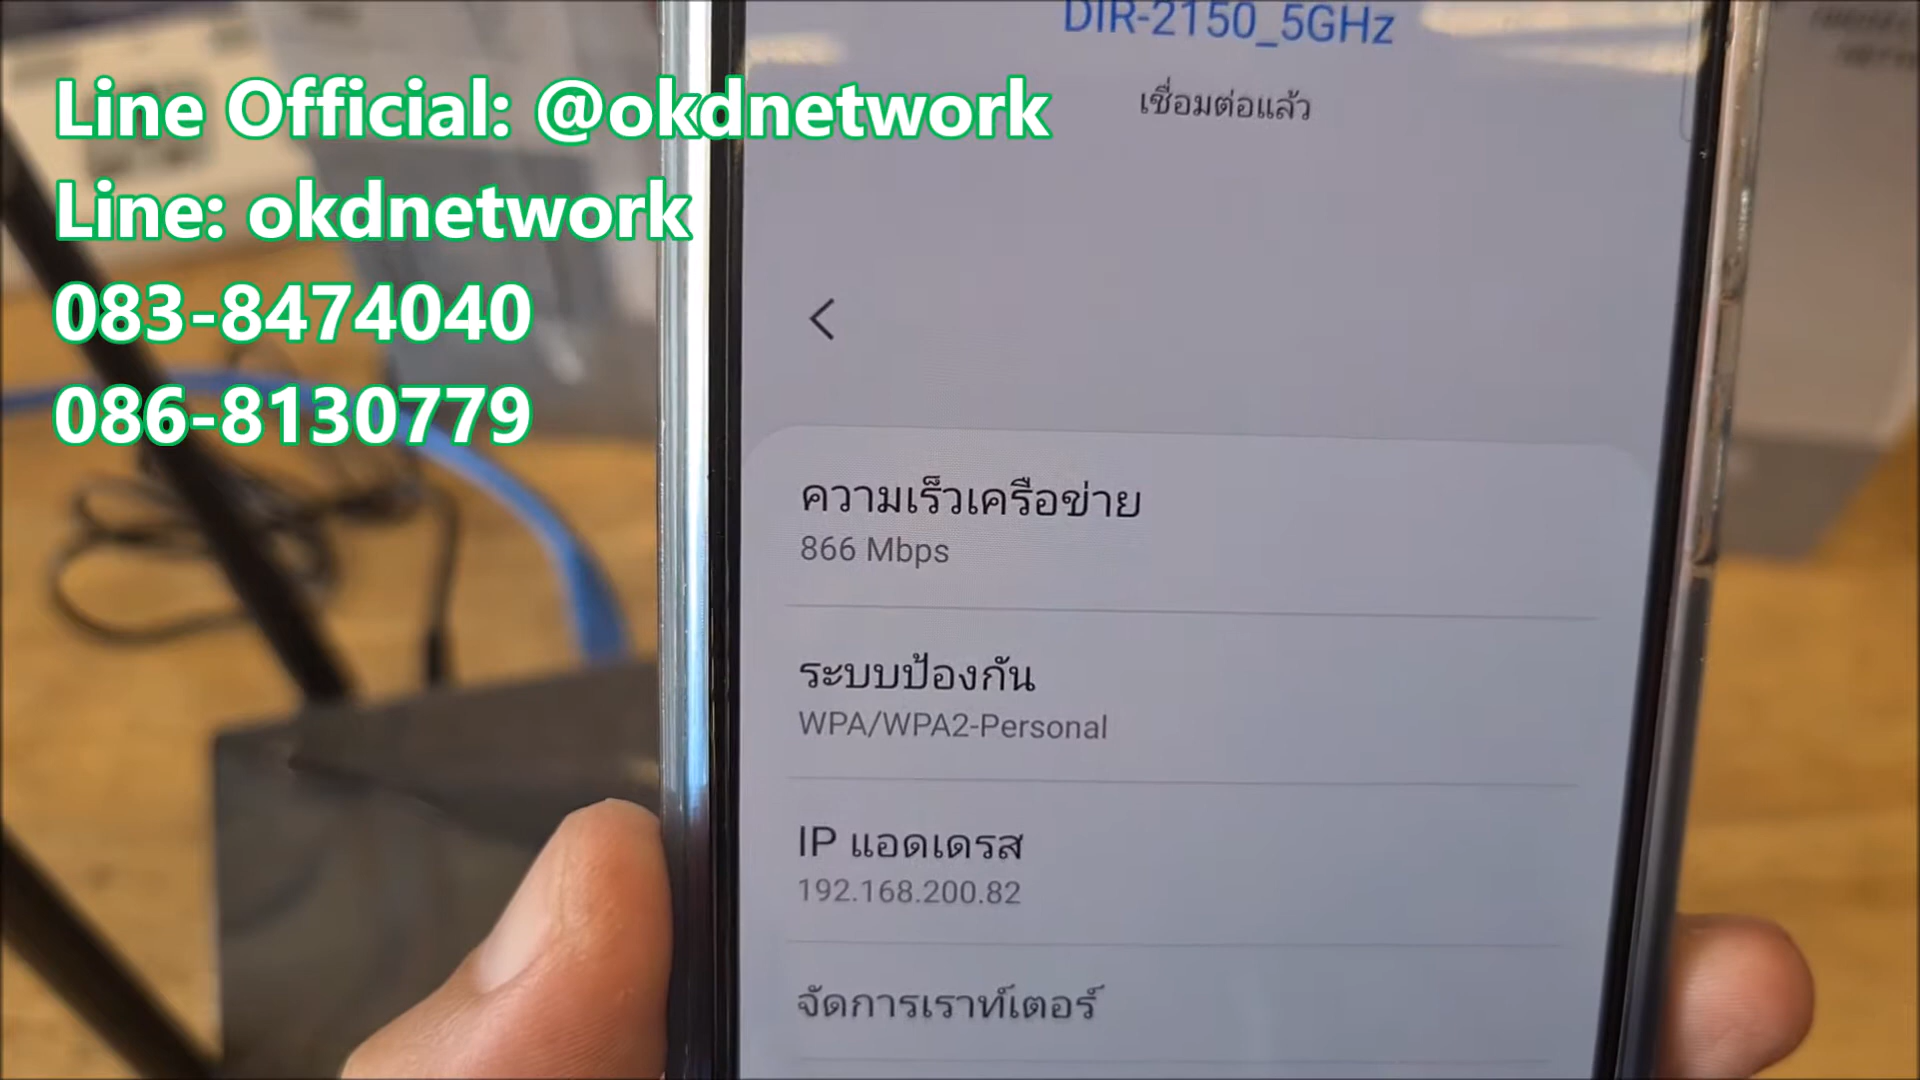 Line Official: @okdnetwork
Line: okdnetwork
083-8474040
086-8130779
DIR-2150_5GHz
เชื่อมต่อแล้ว
ความเร็วเครือข่าย
866 Mbps
ระบบป้องกัน
WPA/WPA2-Personal
IP แอดเดรส
192.168.200.82
จัดการเราท์เตอร์